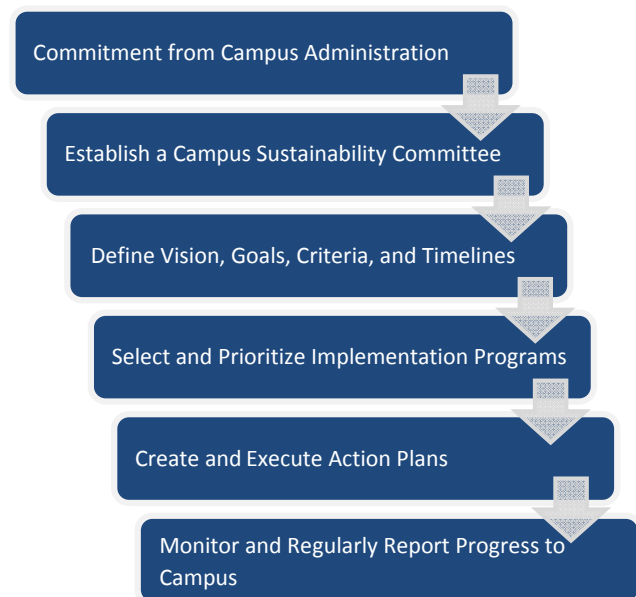 Commitment from Campus Administration
Establish a Campus Sustainability Committee
Define Vision, Goals, Criteria, and Timelines
Select and Prioritize Implementation Programs
Create and Execute Action Plans
Monitor and Regularly Report Progress to
Campus